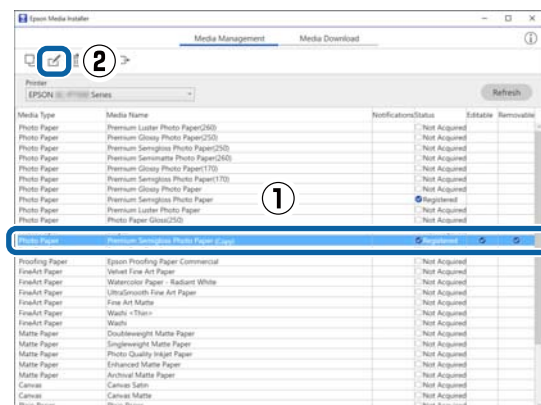 Epson Media Installer
Media Management Media Download
②
Printer
EPSON Series
Refresh
Media Type Media Name Notifications Status Editable Removable
Photo Paper Premium Luster Photo Paper(260) Not Acquired
Photo Paper Premium Glossy Photo Paper(250) Not Acquired
Photo Paper Premium Semigloss Photo Paper(250) Not Acquired
Photo Paper Premium Semimatte Photo Paper(260) Not Acquired
Photo Paper Premium Glossy Photo Paper(170) Not Acquired
Photo Paper Premium Semigloss Photo Paper(170) Not Acquired
Photo Paper Premium Glossy Photo Paper Not Acquired
Photo Paper Premium Semigloss Photo Paper Registered
Photo Paper Premium Luster Photo Paper Not Acquired
Photo Paper Photo Paper Gloss(250) Not Acquired
①
Photo Paper Premium Semigloss Photo Paper (Copy) Registered
Proofing Paper Epson Proofing Paper Commercial Not Acquired
FineArt Paper Velvet Fine Art Paper Not Acquired
FineArt Paper Watercolor Paper - Radiant White Not Acquired
FineArt Paper UltraSmooth Fine Art Paper Not Acquired
FineArt Paper Fine Art Matte Not Acquired
FineArt Paper Washi <Thin> Not Acquired
FineArt Paper Washi Not Acquired
Matte Paper Doubleweight Matte Paper Not Acquired
Matte Paper Singleweight Matte Paper Not Acquired
Matte Paper Photo Quality Inkjet Paper Not Acquired
Matte Paper Enhanced Matte Paper Not Acquired
Matte Paper Archival Matte Paper Not Acquired
Canvas Canvas Satin Not Acquired
Canvas Canvas Matte Not Acquired